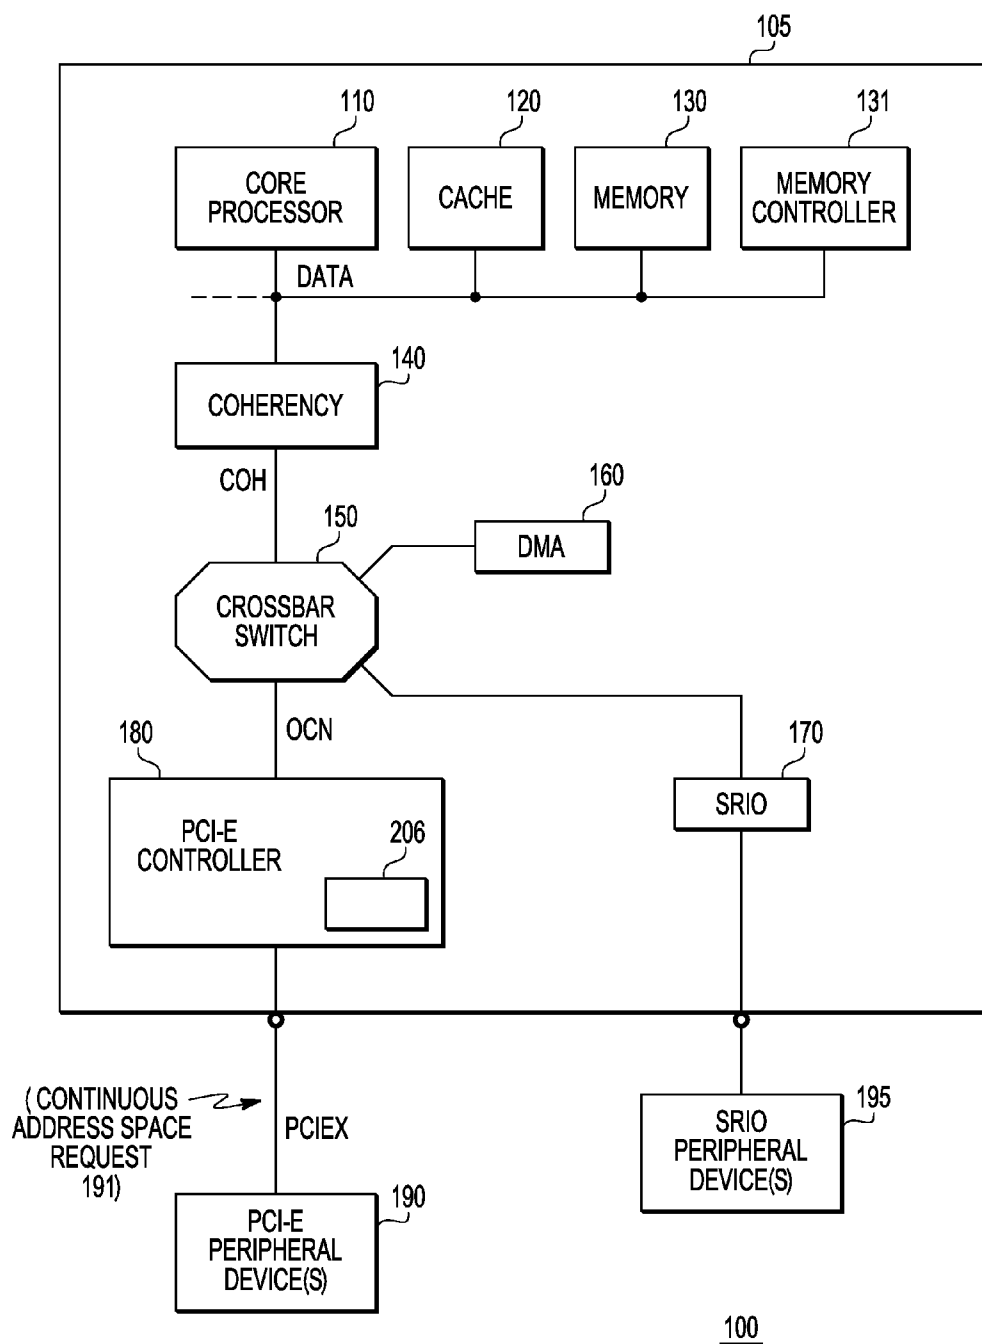 105
110
120
130
131
CORE
PROCESSOR
CACHE
MEMORY
MEMORY
CONTROLLER
DATA
140
COHERENCY
COH
160
150
DMA
CROSSBAR
SWITCH
OCN
180
170
PCI-E
CONTROLLER
206
SRIO
(CONTINUOUS
ADDRESS SPACE
REQUEST
191)
PCIEX
195
SRIO
PERIPHERAL
DEVICE(S)
190
PCI-E
PERIPHERAL
DEVICE(S)
100